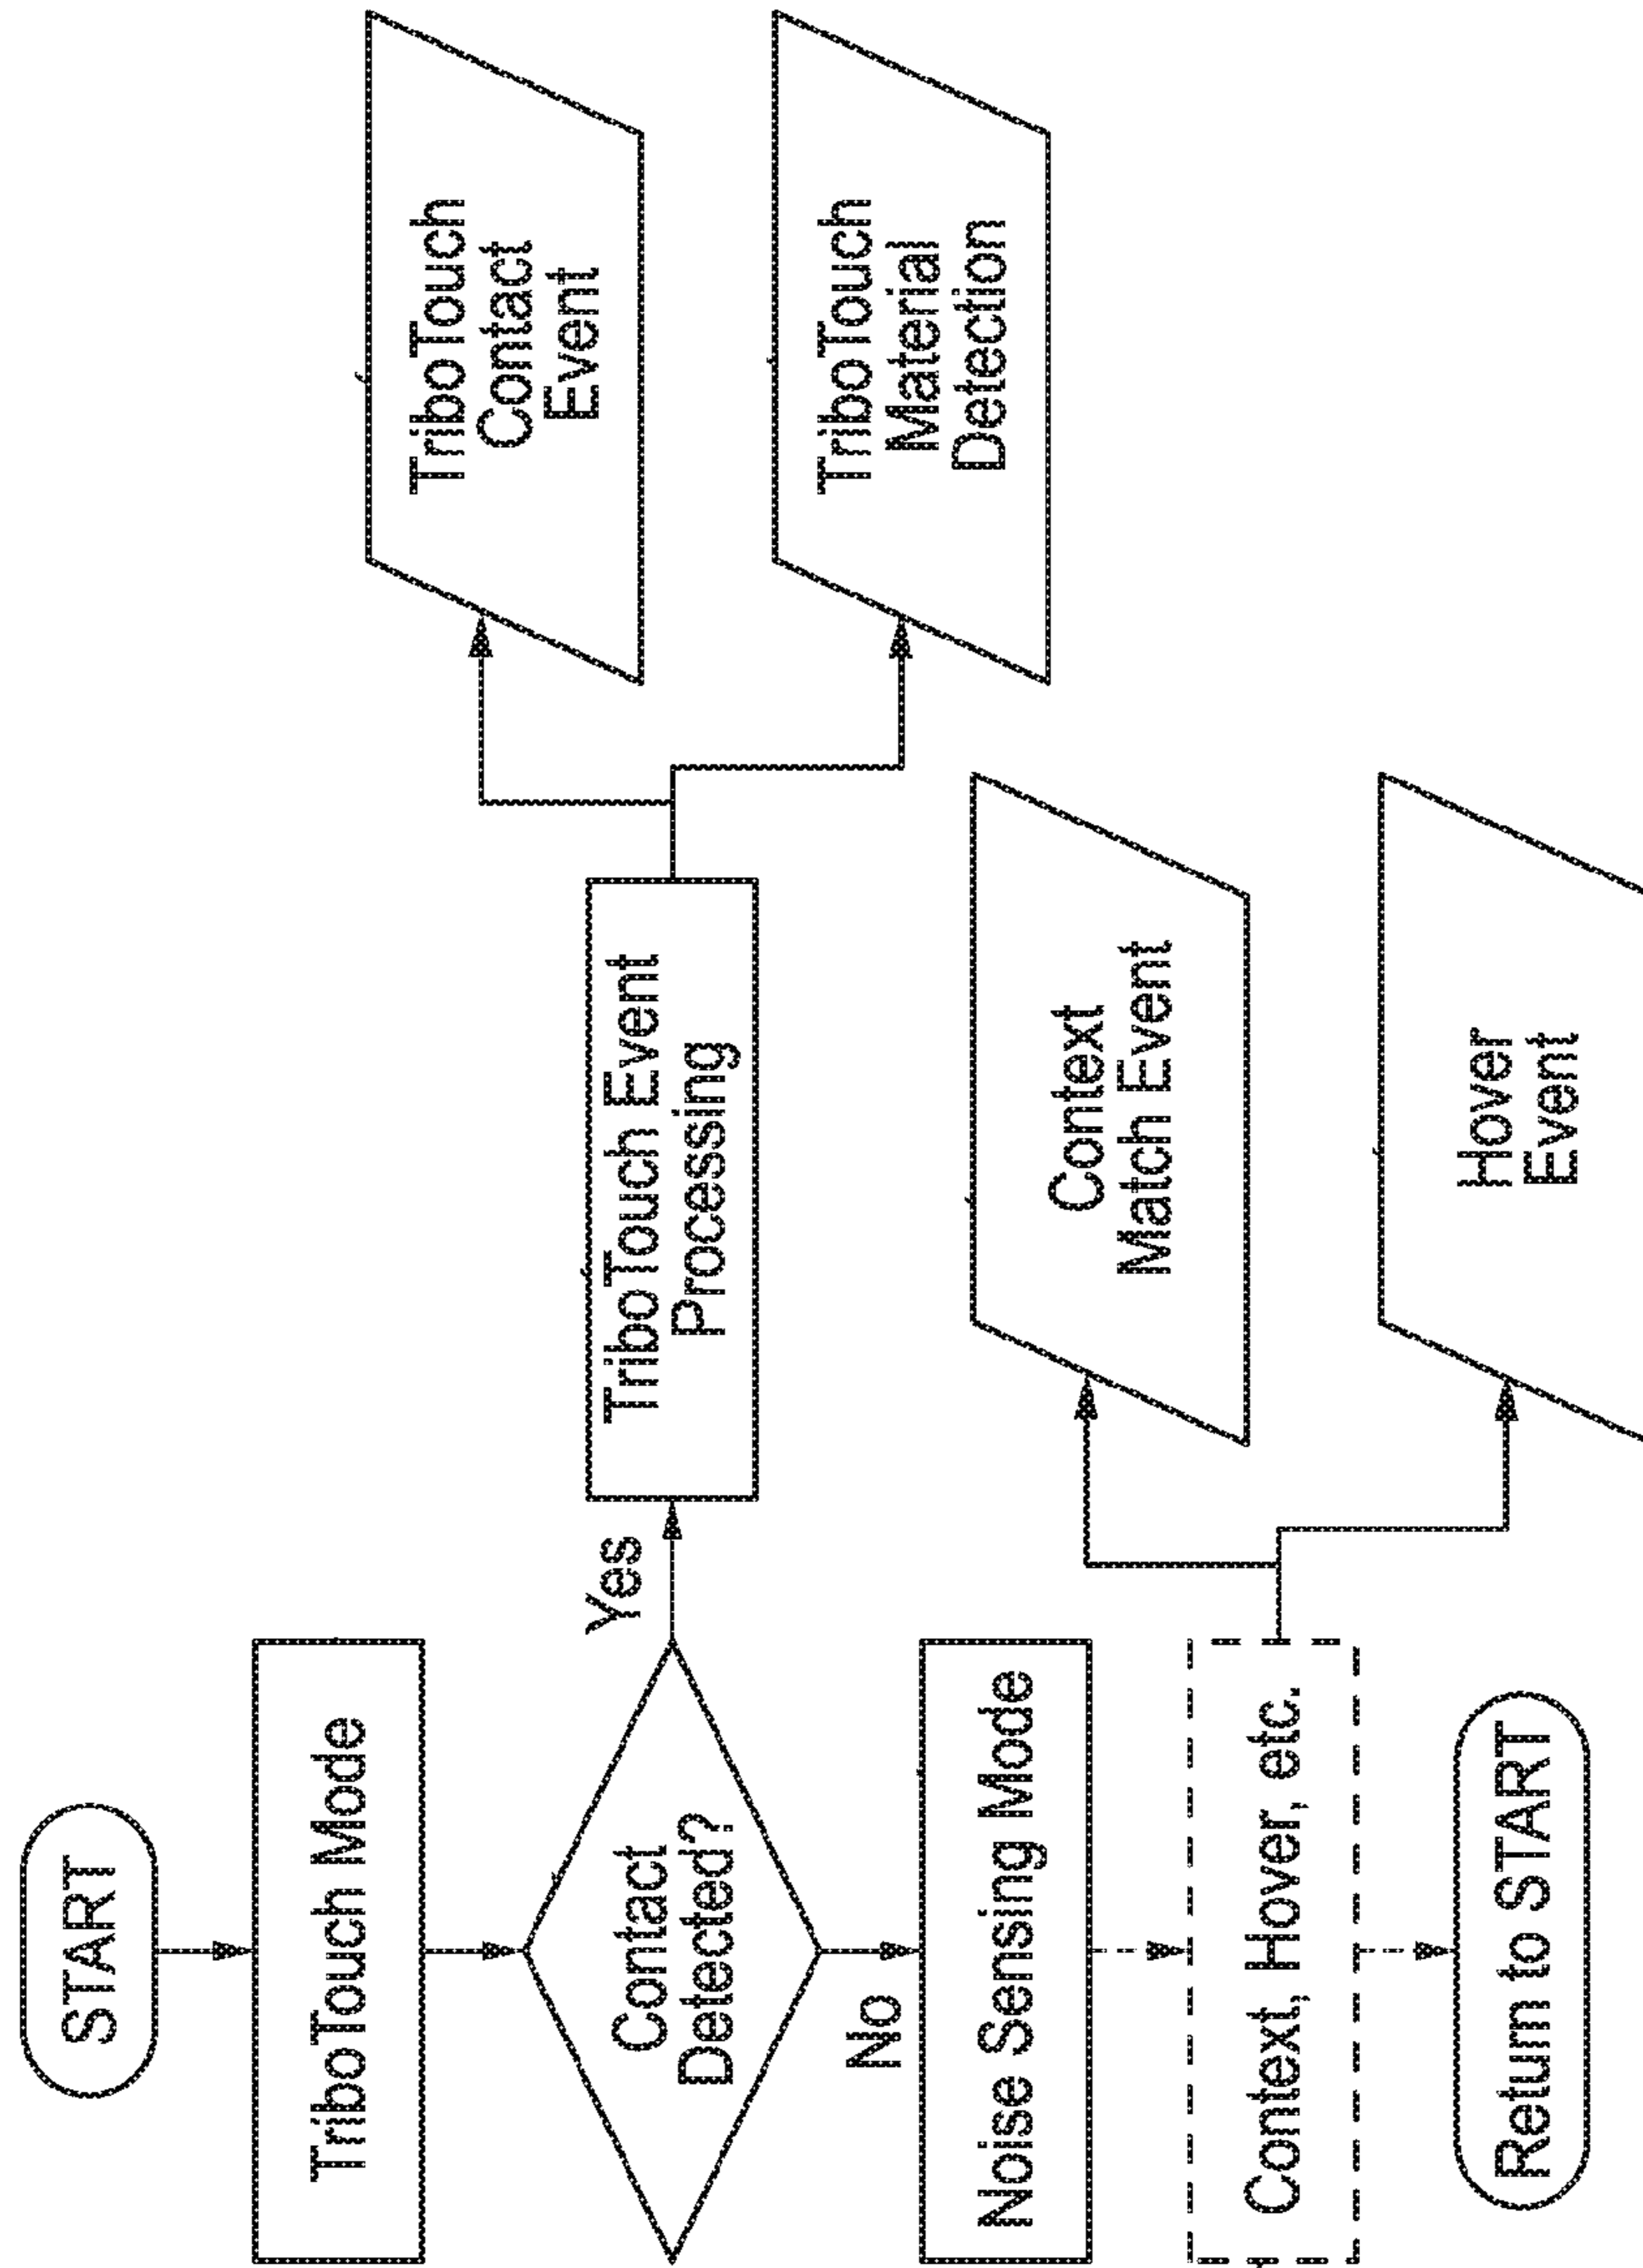 START
TriboTouch Mode
Contact
Detected?
Yes
TriboTouch Event
Processing
TriboTouch
Contact
Event
TriboTouch
Material
Detection
No
Noise Sensing Mode
Context, Hover, etc.
Context
Match Event
Hover
Event
Return to START